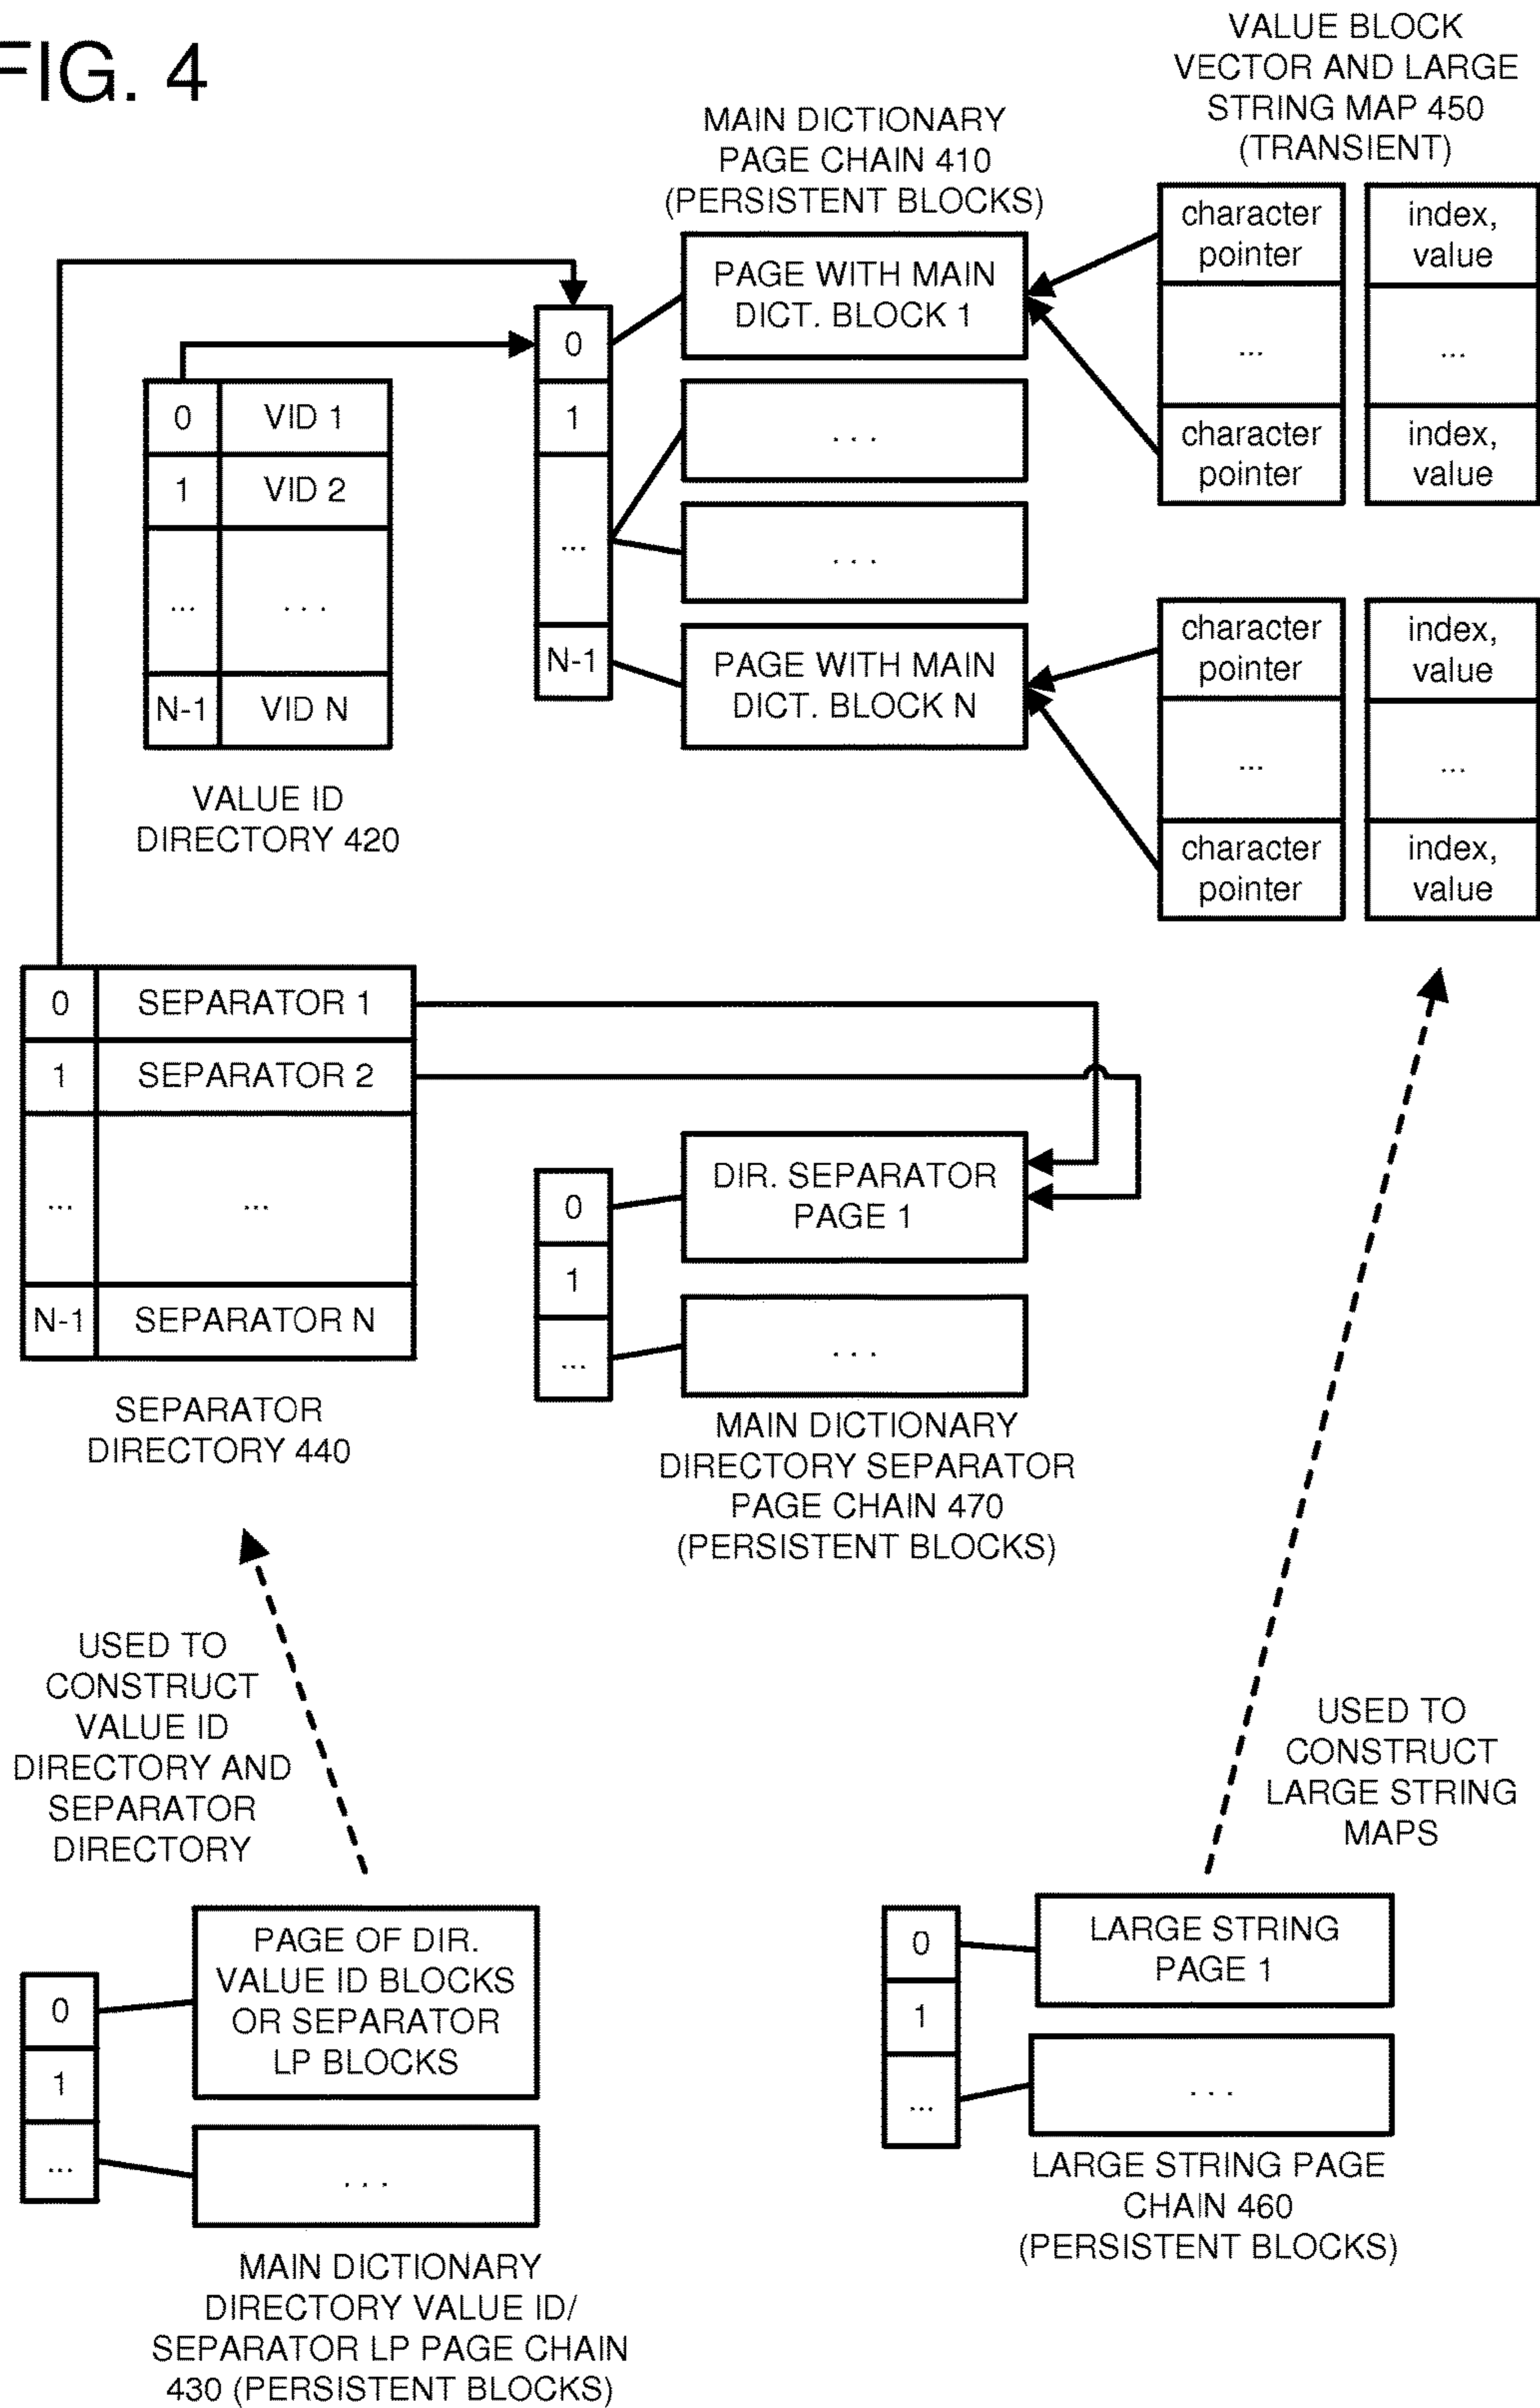 FIG. 4
VALUE BLOCK
VECTOR AND LARGE
STRING MAP 450
(TRANSIENT)
MAIN DICTIONARY
PAGE CHAIN 410
(PERSISTENT BLOCKS)
character
pointer
index,
value
...
...
character
pointer
index,
value
0
1
...
N-1
PAGE WITH MAIN
DICT. BLOCK 1
. . .
. . .
PAGE WITH MAIN
DICT. BLOCK N
0 VID 1
1 VID 2
... . . .
N-1 VID N
VALUE ID
DIRECTORY 420
character
pointer
index,
value
...
...
character
pointer
index,
value
0 SEPARATOR 1
1 SEPARATOR 2
... ...
N-1 SEPARATOR N
SEPARATOR
DIRECTORY 440
0
1
...
DIR. SEPARATOR
PAGE 1
. . .
MAIN DICTIONARY
DIRECTORY SEPARATOR
PAGE CHAIN 470
(PERSISTENT BLOCKS)
USED TO
CONSTRUCT
VALUE ID
DIRECTORY AND
SEPARATOR
DIRECTORY
USED TO
CONSTRUCT
LARGE STRING
MAPS
0
1
...
PAGE OF DIR.
VALUE ID BLOCKS
OR SEPARATOR
LP BLOCKS
. . .
MAIN DICTIONARY
DIRECTORY VALUE ID/
SEPARATOR LP PAGE CHAIN
430 (PERSISTENT BLOCKS)
0
1
...
LARGE STRING
PAGE 1
. . .
LARGE STRING PAGE
CHAIN 460
(PERSISTENT BLOCKS)